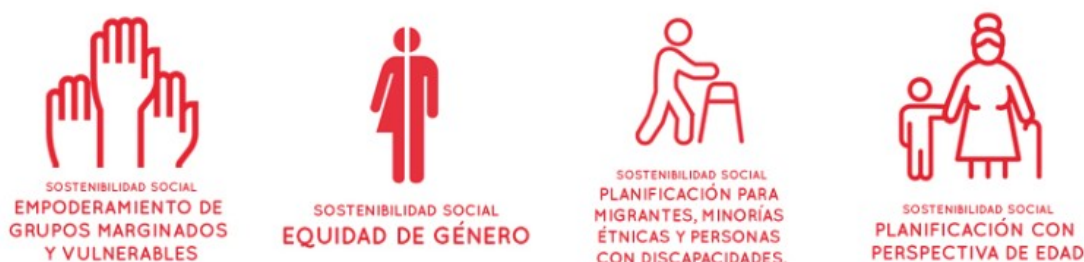 SOSTENIBILIDAD SOCIAL
EMPODERAMIENTO DE
GRUPOS MARGINADOS
Y VULNERABLES
SOSTENIBILIDAD SOCIAL
EQUIDAD DE GÉNERO
SOSTENIBILIDAD SOCIAL
PLANIFICACIÓN PARA
MIGRANTES, MINORÍAS
ÉTNICAS Y PERSONAS
CON DISCAPACIDADES.
SOSTENIBILIDAD SOCIAL
PLANIFICACIÓN CON
PERSPECTIVA DE EDAD